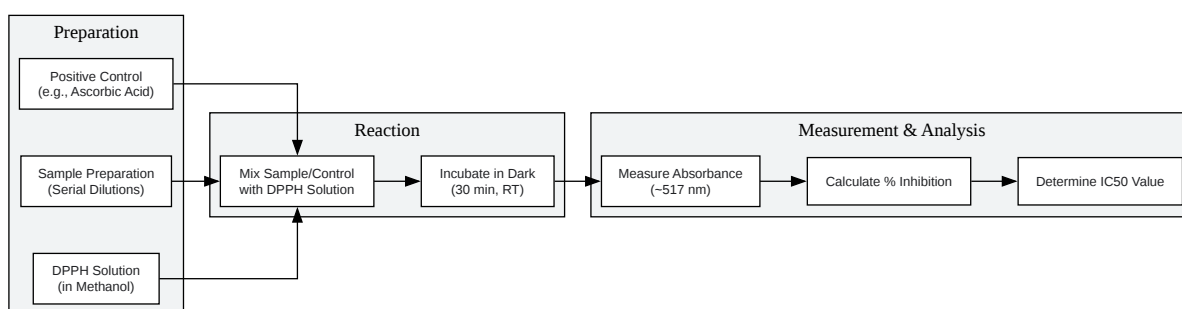 Preparation
Positive Control
(e.g., Ascorbic Acid)
Sample Preparation
(Serial Dilutions)
DPPH Solution
(in Methanol)
Reaction
Mix Sample/Control
with DPPH Solution
Incubate in Dark
(30 min, RT)
Measurement & Analysis
Measure Absorbance
(~517 nm)
Calculate % Inhibition
Determine IC50 Value